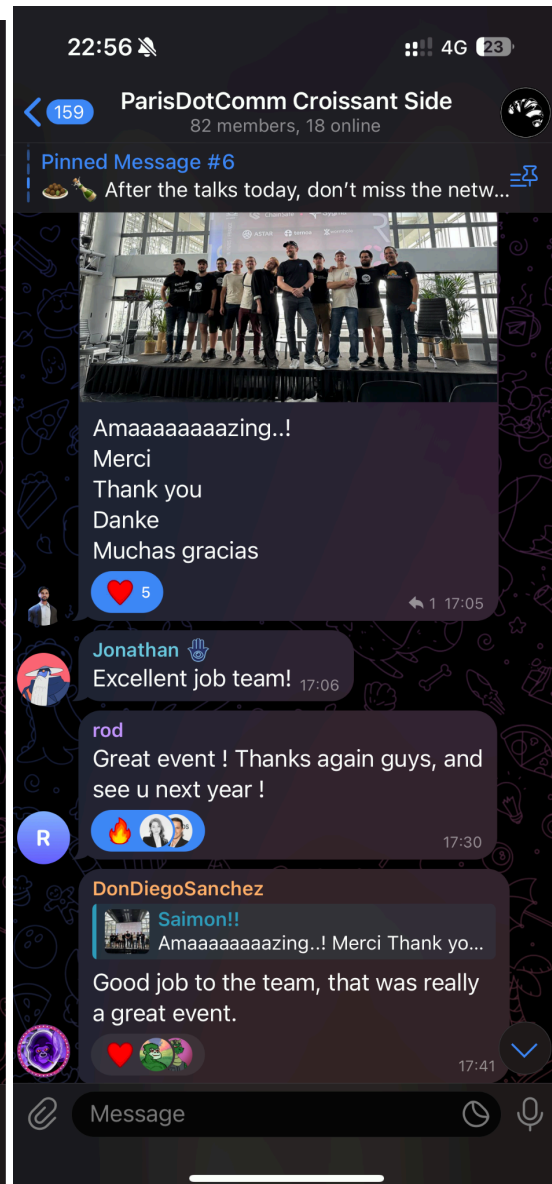 22:56
4G 23
159
ParisDotComm Croissant Side
82 members, 18 online
Pinned Message #6
After the talks today, don’t miss the netw...
ASTAR
Amaaaaaaaazing..!
Merci
Thank you
Danke
Muchas gracias
5
1 17:05
Jonathan
Excellent job team! 17:06
rod
Great event ! Thanks again guys, and
see u next year !
R
17:30
DonDiegoSanchez
Saimon!!
Amaaaaaaaazing..! Merci Thank yo...
Good job to the team, that was really
a great event.
17:41
Message